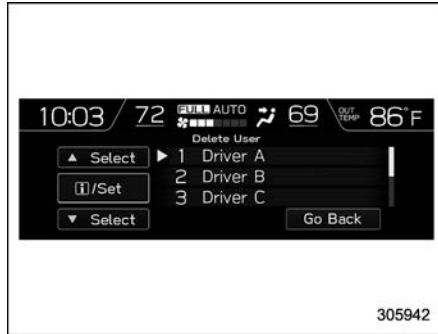 10:03 72 FULL AUTO 69 OUT TEMP 86°F
Delete User
▲ Select ▶ 1 Driver A
i/Set 2 Driver B
3 Driver C
▼ Select Go Back
305942